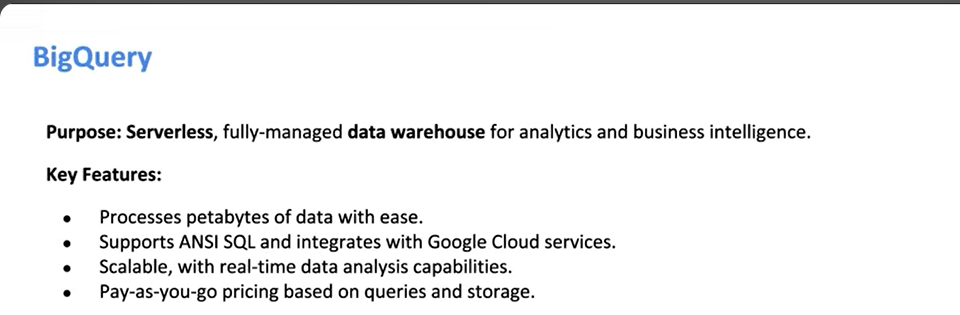 BigQuery
Purpose: Serverless, fully-managed data warehouse for analytics and business intelligence.
Key Features:
• Processes petabytes of data with ease.
• Supports ANSI SQL and integrates with Google Cloud services.
• Scalable, with real-time data analysis capabilities.
• Pay-as-you-go pricing based on queries and storage.